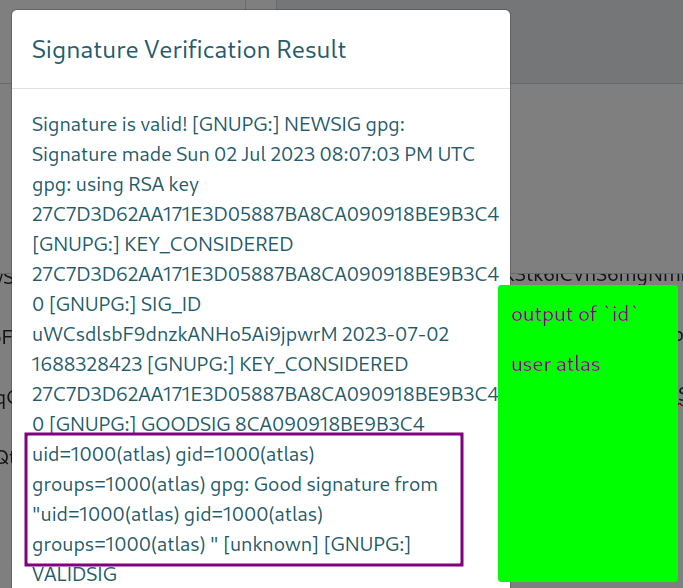 Signature Verification Result
Signature is valid! [GNUPG:] NEWSIG gpg:
Signature made Sun 02 Jul 2023 08:07:03 PM UTC
gpg: using RSA key
27C7D3D62AA171E3D05887BA8CA090918BE9B3C4
[GNUPG:] KEY_CONSIDERED
27C7D3D62AA171E3D05887BA8CA090918BE9B3C4
0 [GNUPG:] SIG_ID
uWCsdlsbF9dnzkANHo5Ai9jpwrM 2023-07-02
1688328423 [GNUPG:] KEY_CONSIDERED
27C7D3D62AA171E3D05887BA8CA090918BE9B3C4
0 [GNUPG:] GOODSIG 8CA090918BE9B3C4
uid=1000(atlas) gid=1000(atlas)
groups=1000(atlas) gpg: Good signature from
"uid=1000(atlas) gid=1000(atlas)
groups=1000(atlas) " [unknown] [GNUPG:]
VALIDSIG
output of `id`
user atlas